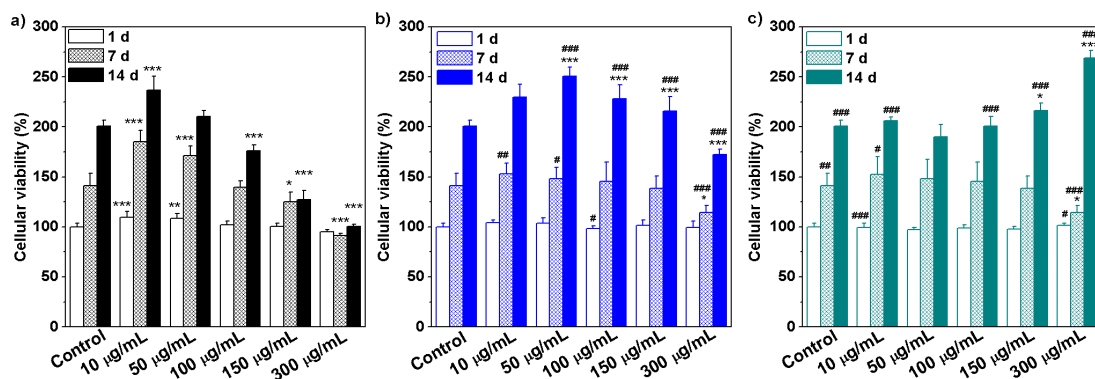 a)
300
250
200
150
100
50
0
Cellular viability (%)
1 d
7 d
14 d
***
***
***
**
***
***
*
***
***
***
Control
10 µg/mL
50 µg/mL
100 µg/mL
150 µg/mL
300 µg/mL
b)
300
250
200
150
100
50
0
Cellular viability (%)
1 d
7 d
14 d
##
#
###
***
#
###
***
###
***
###
*
###
***
Control
10 µg/mL
50 µg/mL
100 µg/mL
150 µg/mL
300 µg/mL
c)
300
250
200
150
100
50
0
Cellular viability (%)
1 d
7 d
14 d
##
###
###
#
###
###
###
*
#
###
*
###
***
Control
10 µg/mL
50 µg/mL
100 µg/mL
150 µg/mL
300 µg/mL